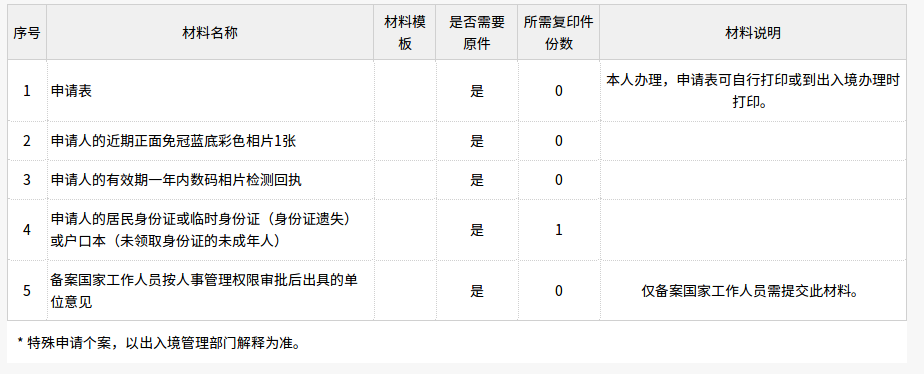 序号 材料名称 材料模板 是否需要原件 所需复印件份数 材料说明
1 申请表 是 0 本人办理，申请表可自行打印或到出入境办理时
打印。
2 申请人的近期正面免冠蓝底彩色相片1张 是 0
3 申请人的有效期一年内数码相片检测回执 是 0
4 申请人的居民身份证或临时身份证（身份证遗失）
或户口本（未领取身份证的未成年人） 是 1
5 备案国家工作人员按人事管理权限审批后出具的单
位意见 是 0 仅备案国家工作人员需提交此材料。
* 特殊申请个案，以出入境管理部门解释为准。